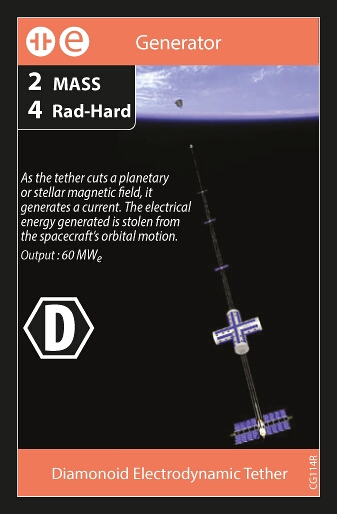 e
Generator
2 MASS
4 Rad-Hard
As the tether cuts a planetary
or stellar magnetic field, it
generates a current. The electrical
energy generated is stolen from
the spacecraft's orbital motion.
Output : 60 MWe
D
Diamonoid Electrodynamic Tether
CG114R